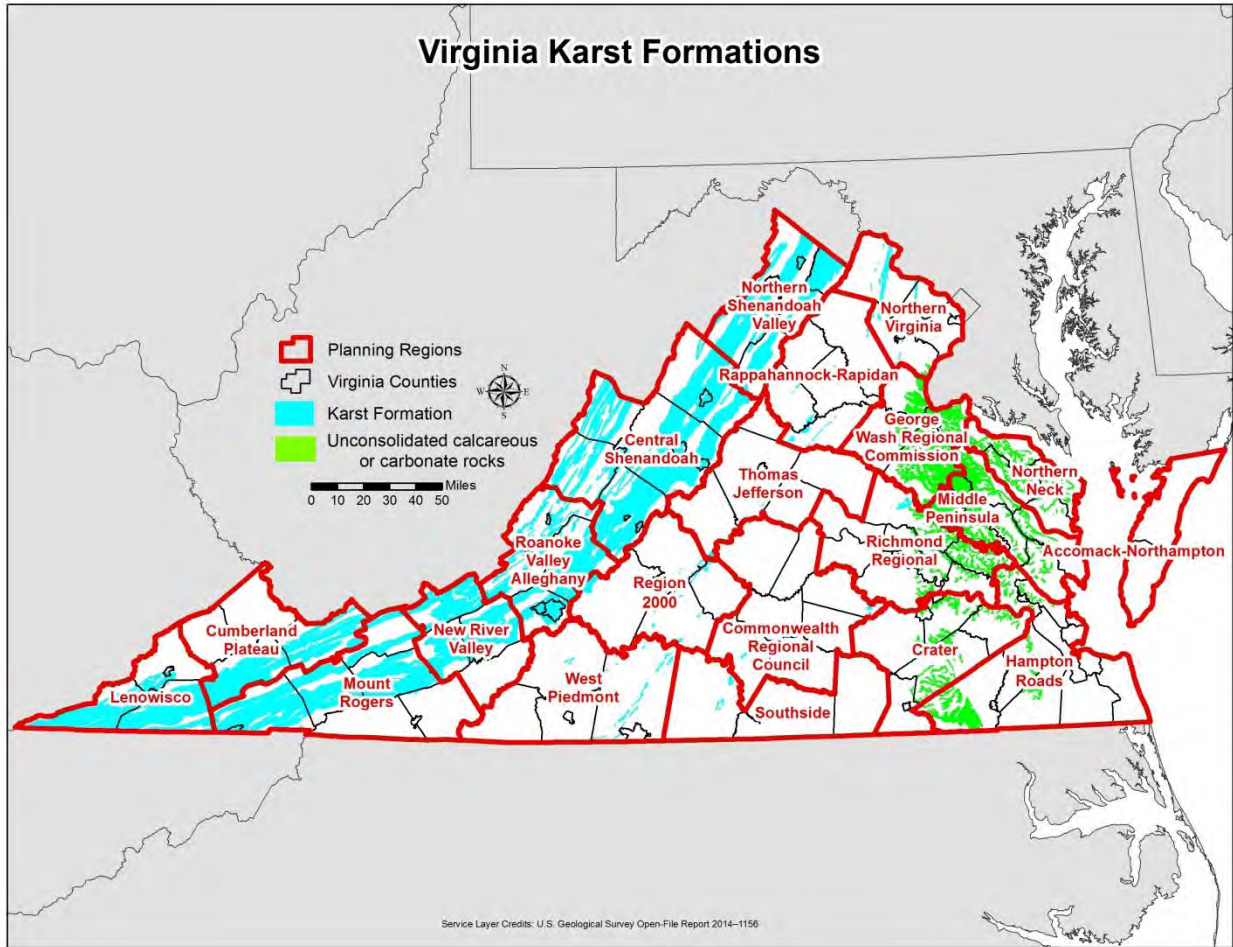 Virginia Karst Formations
Planning Regions
Virginia Counties
Karst Formation
Unconsolidated calcareous
or carbonate rocks
N
W
E
S
0 10 20 30 40 50 Miles
Northern
Shenandoah
Valley
Northern
Virginia
Rappahannock-Rapidan
Central
Shenandoah
George
Wash Regional
Commission
Northern
Neck
Thomas
Jefferson
Middle
Peninsula
Roanoke
Valley
Alleghany
Richmond
Regional
Accomack-Northampton
Region
2000
Cumberland
Plateau
New River
Valley
Commonwealth
Regional
Council
Crater
Hampton
Roads
Lenowisco
Mount
Rogers
West
Piedmont
Southside
Service Layer Credits: U.S. Geological Survey Open-File Report 2014–1156